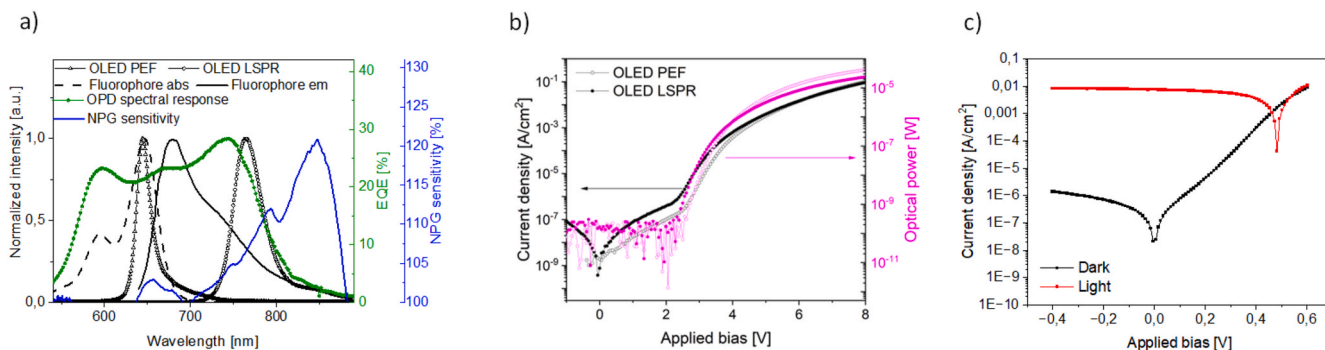 a)
OLED PEF OLED LSPR
Fluorophore abs Fluorophore em
OPD spectral response
NPG sensitivity
Normalized intensity [a.u.]
1,0
0,5
0,0
600 700 800
Wavelength [nm]
40
30
20
10
0
EQE [%]
130
125
120
115
110
105
100
NPG sensitivity [%]
b)
OLED PEF
OLED LSPR
Current density [A/cm²]
10⁻¹
10⁻³
10⁻⁵
10⁻⁷
10⁻⁹
0 2 4 6 8
Applied bias [V]
10⁻⁵
10⁻⁷
10⁻⁹
10⁻¹¹
Optical power [W]
c)
Current density [A/cm²]
0,1
0,01
0,001
1E−4
1E−5
1E−6
1E−7
1E−8
1E−9
1E−10
Dark
Light
−0,4 −0,2 0,0 0,2 0,4 0,6
Applied bias [V]